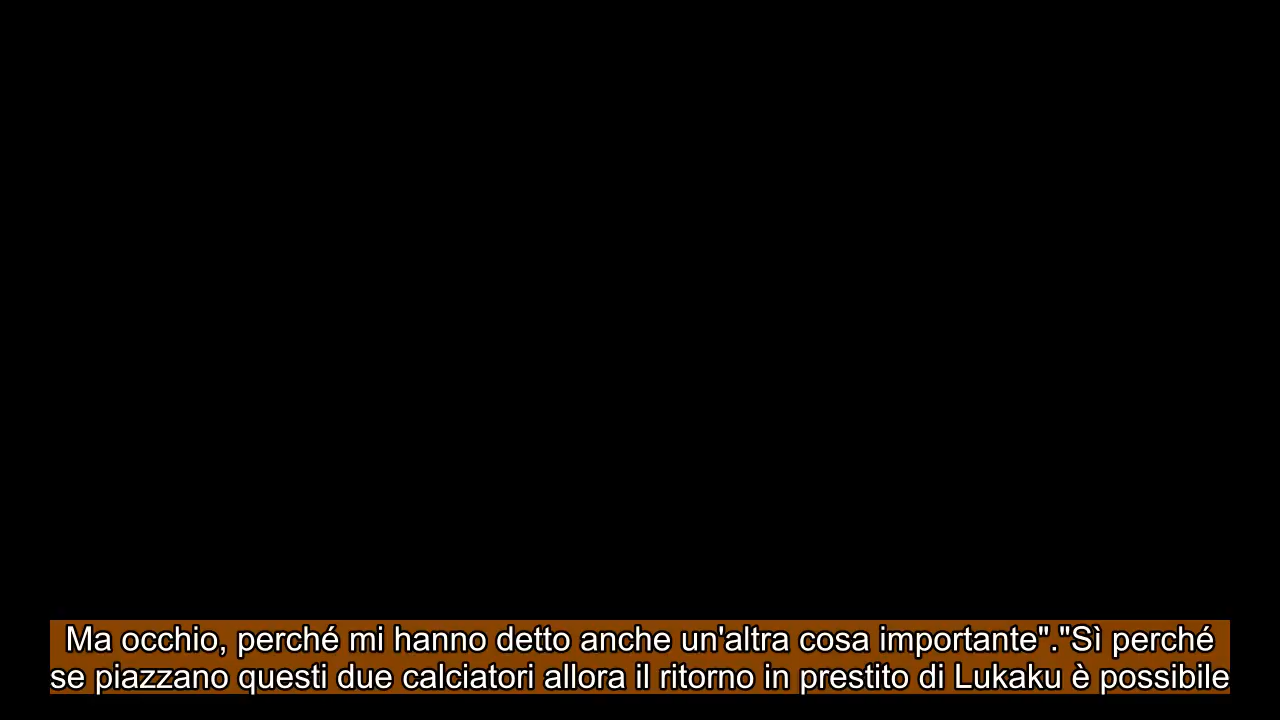 Ma occhio, perché mi hanno detto anche un'altra cosa importante"."Sì perché
se piazzano questi due calciatori allora il ritorno in prestito di Lukaku è possibile